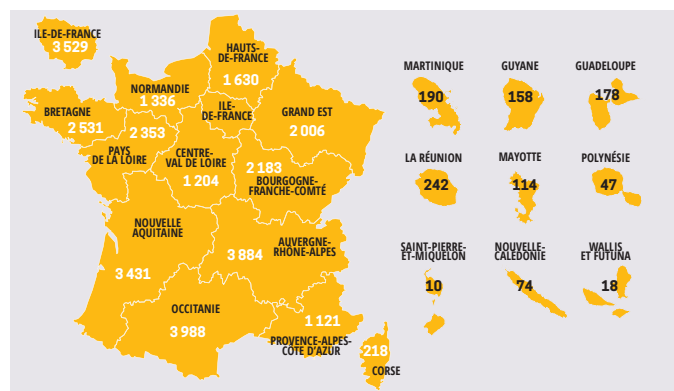 ILE-DE-FRANCE
3 529
HAUTS-
DE-FRANCE
1 630
NORMANDIE
1 336
ILE-
DE-FRANCE
BRETAGNE
2 531
2 353
PAYS
DE LA LOIRE
GRAND EST
2 006
CENTRE-
VAL DE LOIRE
1 204
2 183
BOURGOGNE-
FRANCHE-COMTÉ
NOUVELLE
AQUITAINE
3 431
AUVERGNE-
RHÔNE-ALPES
3 884
OCCITANIE
3 988
1 121
PROVENCE-ALPES-
CÔTE D'AZUR
218
CORSE
MARTINIQUE
190
GUYANE
158
GUADELOUPE
178
LA RÉUNION
242
MAYOTTE
114
POLYNÉSIE
47
SAINT-PIERRE-
ET-MIQUELON
10
NOUVELLE-
CALÉDONIE
74
WALLIS
ET FUTUNA
18